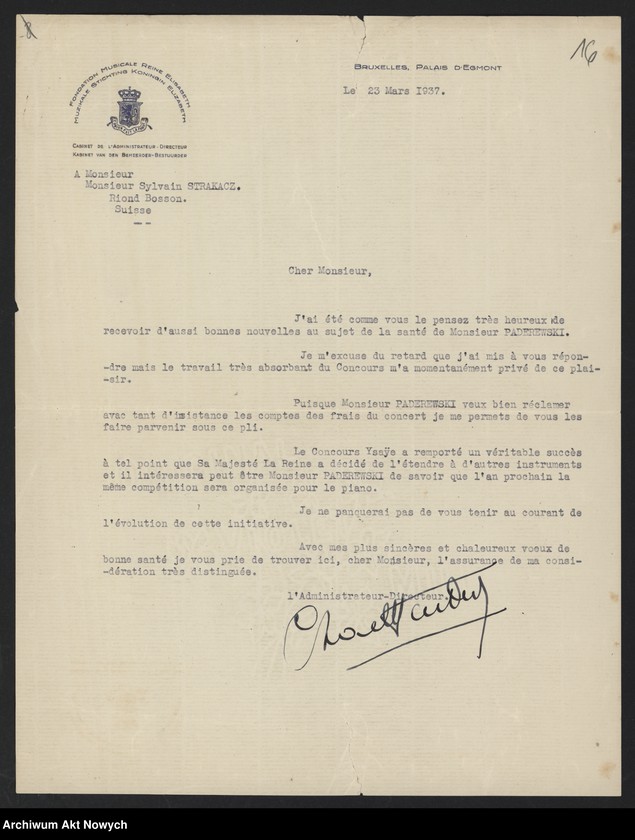 8
16
FONDATION MUSICALE REINE ELISABETH
MUZIKALE STICHTING KONINGIN ELIZABETH
CABINET DE L'ADMINISTRATEUR-DIRECTEUR
KABINET VAN DEN BEHEERDER-BESTUURDER
BRUXELLES, PALAIS D'EGMONT
Le 23 Mars 1937.
A Monsieur
Monsieur Sylvain STRAKACZ.
Riond Bosson.
Suisse
Cher Monsieur,
J'ai été comme vous le pensez très heureux de
recevoir d'aussi bonnes nouvelles au sujet de la santé de Monsieur PADEREWSKI.
Je m'excuse du retard que j'ai mis à vous répon-
-dre mais le travail très absorbant du Concours m'a momentanément privé de ce plai-
-sir.
Puisque Monsieur PADEREWSKI veux bien réclamer
avec tant d'insistance les comptes des frais du concert je me permets de vous les
faire parvenir sous ce pli.
Le Concours Ysaÿe a remporté un véritable succès
à tel point que Sa Majesté La Reine a décidé de l'étendre à d'autres instruments
et il intéressera peut être Monsieur PADEREWSKI de savoir que l'an prochain la
même compétition sera organisée pour le piano.
Je ne panquerai pas de vous tenir au courant de
l'évolution de cette initiative.
Avec mes plus sincères et chaleureux voeux de
bonne santé je vous prie de trouver ici, cher Monsieur, l'assurance de ma consi-
-dération très distinguée.
l'Administrateur-Directeur.
Archiwum Akt Nowych